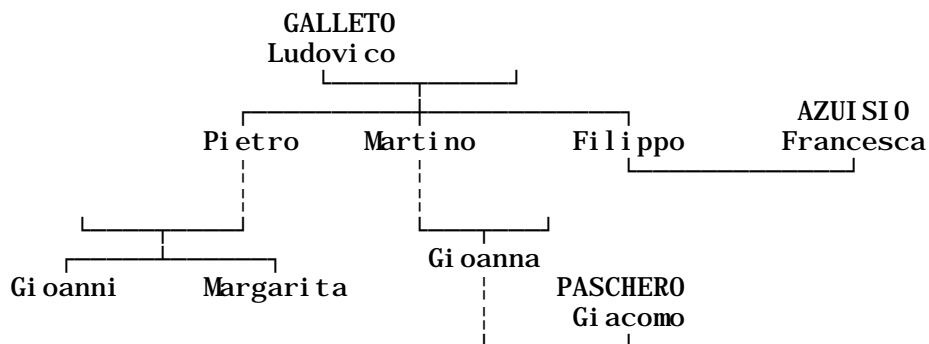 GALLETO
Ludovico
AZUISIO
Pietro Martino Filippo Francesca
Gioanna
Gioanni Margarita PASCHERO
Giacomo